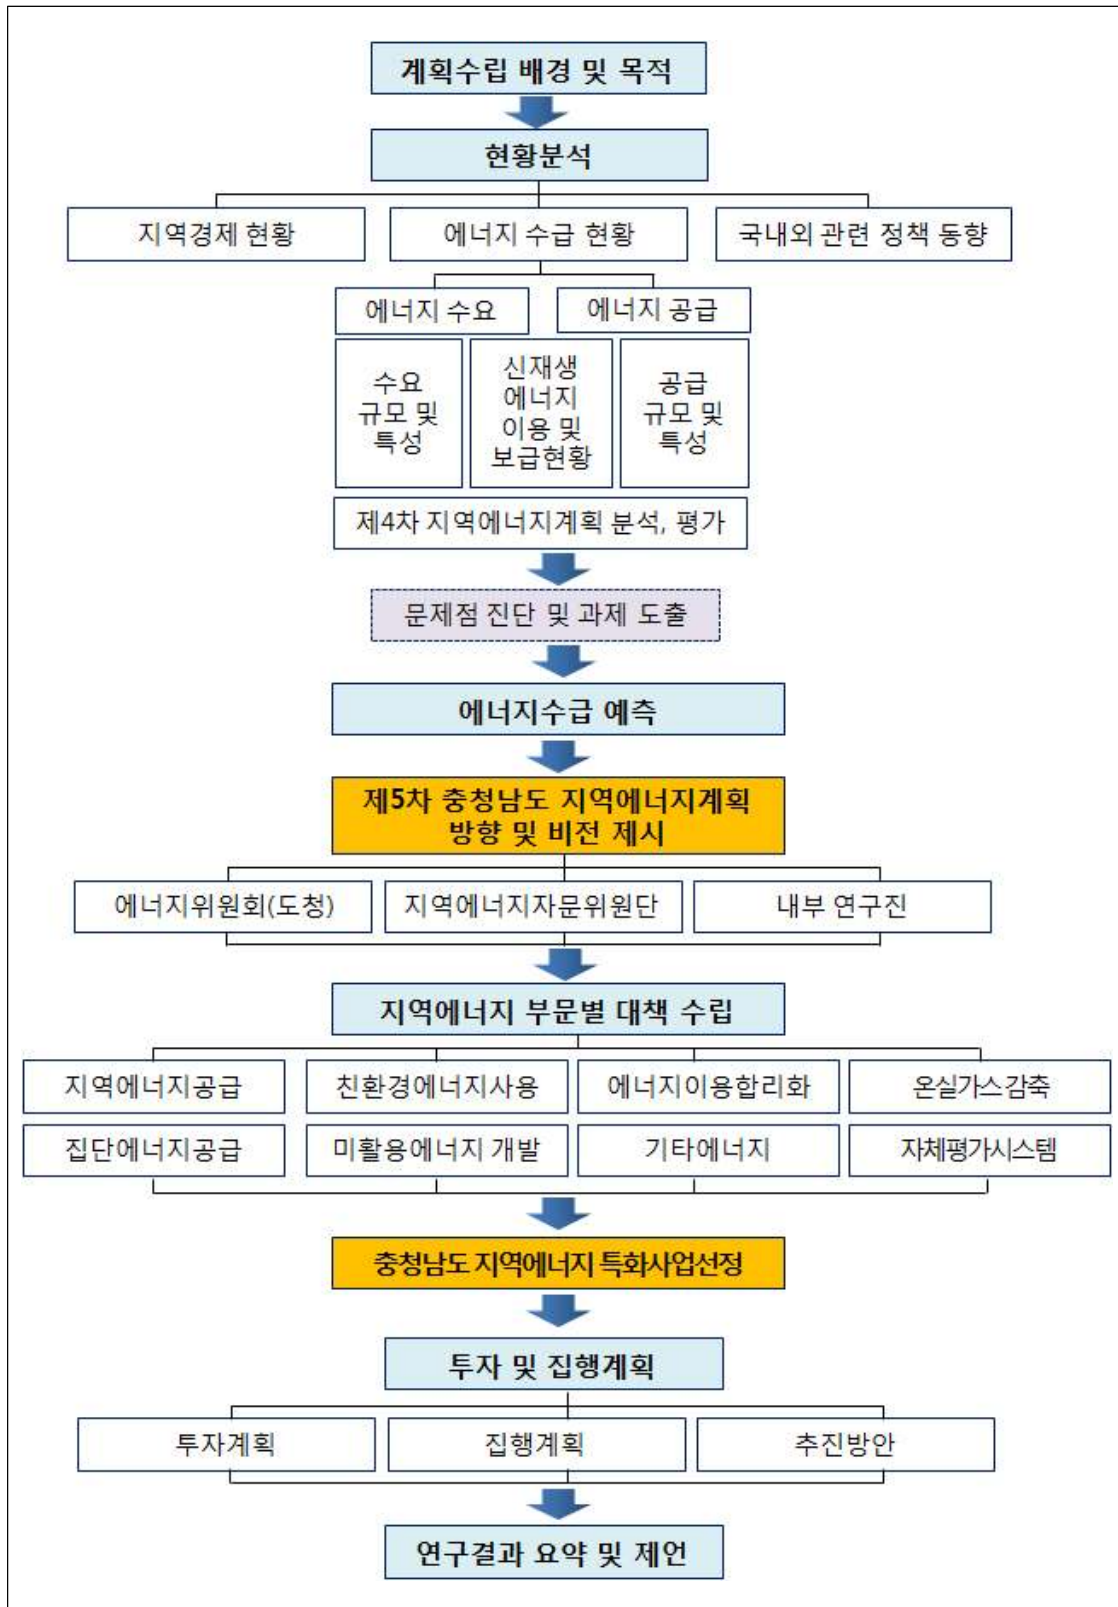 계획수립 배경 및 목적
현황분석
지역경제 현황
에너지 수급 현황
국내외 관련 정책 동향
에너지 수요
에너지 공급
수요
규모 및
특성
신재생
에너지
이용 및
보급현황
공급
규모 및
특성
제4차 지역에너지계획 분석, 평가
문제점 진단 및 과제 도출
에너지수급 예측
제5차 충청남도 지역에너지계획
방향 및 비전 제시
에너지위원회(도청)
지역에너지자문위원단
내부 연구진
지역에너지 부문별 대책 수립
지역에너지공급
친환경에너지사용
에너지이용합리화
온실가스 감축
집단에너지공급
미활용에너지 개발
기타에너지
자체평가시스템
충청남도 지역에너지 특화사업선정
투자 및 집행계획
투자계획
집행계획
추진방안
연구결과 요약 및 제언